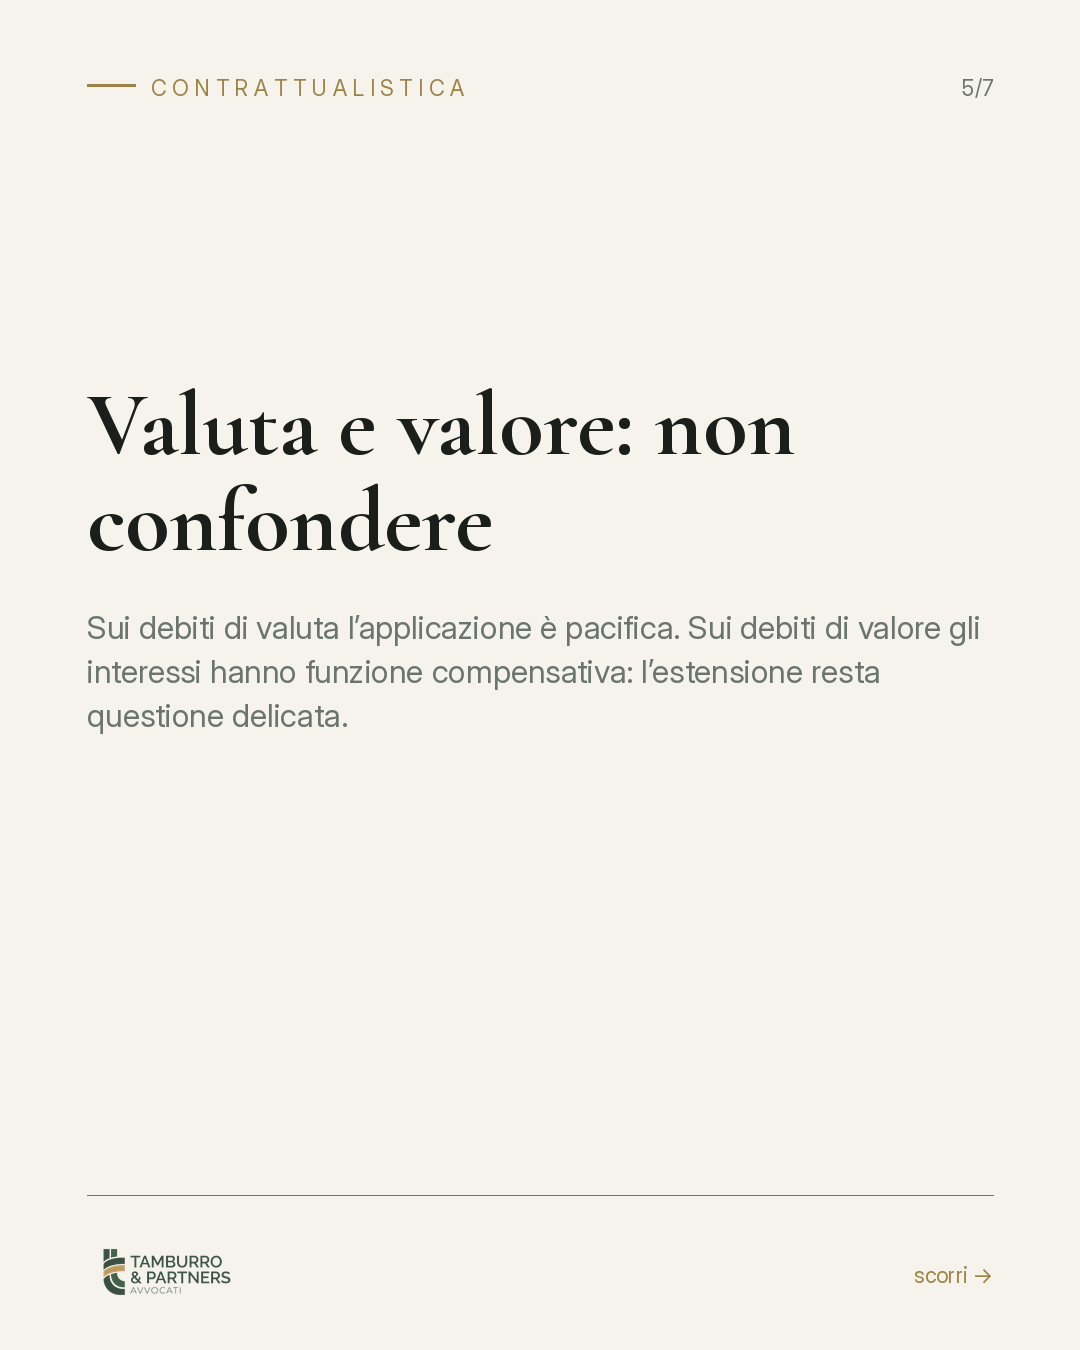 CONTRATTUALISTICA
5/7
Valuta e valore: non
confondere
Sui debiti di valuta l’applicazione è pacifica. Sui debiti di valore gli
interessi hanno funzione compensativa: l’estensione resta
questione delicata.
TAMBURRO
& PARTNERS
AVVOCATI
scorri →